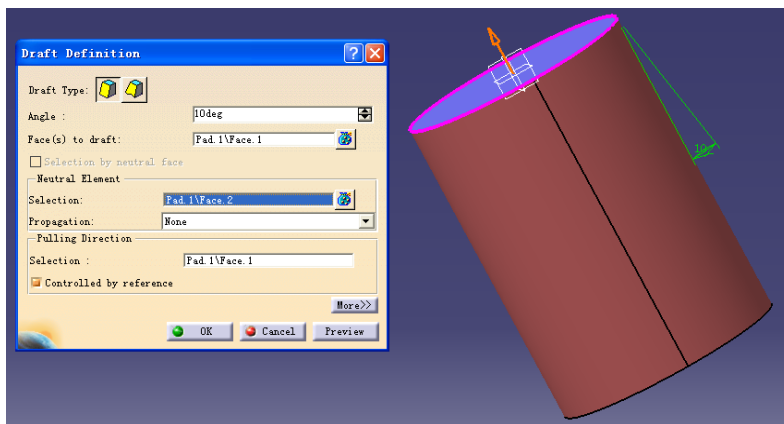 Draft Definition
Draft Type:
Angle : 10deg
Face(s) to draft: Pad.1\Face.1
Selection by neutral face
Neutral Element
Selection: Pad.1\Face.2
Propagation: None
Pulling Direction
Selection : Pad.1\Face.1
Controlled by reference
More>>
OK Cancel Preview
10